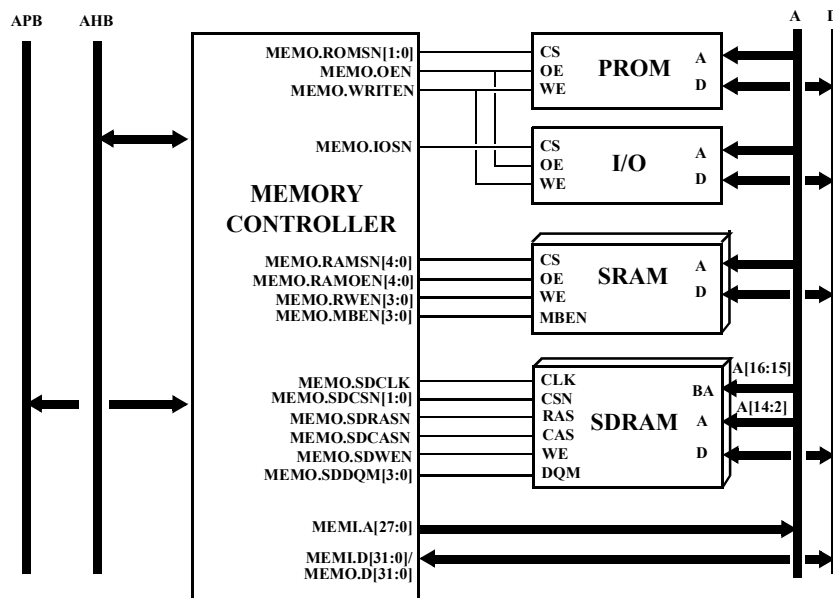 APB AHB A D
MEMO.ROMSN[1:0] CS
MEMO.OEN OE PROM A
MEMO.WRITEN WE D
MEMO.IOSN CS A
OE I/O
WE D
MEMORY
CONTROLLER
MEMO.RAMSN[4:0] CS A
MEMO.RAMOEN[4:0] OE SRAM
MEMO.RWEN[3:0] WE D
MEMO.MBEN[3:0] MBEN
A[16:15]
MEMO.SDCLK CLK BA
MEMO.SDCSN[1:0] CSN A[14:2]
MEMO.SDRASN RAS SDRAM A
MEMO.SDCASN CAS
MEMO.SDWEN WE D
MEMO.SDDQM[3:0] DQM
MEMI.A[27:0]
MEMI.D[31:0]/
MEMO.D[31:0]